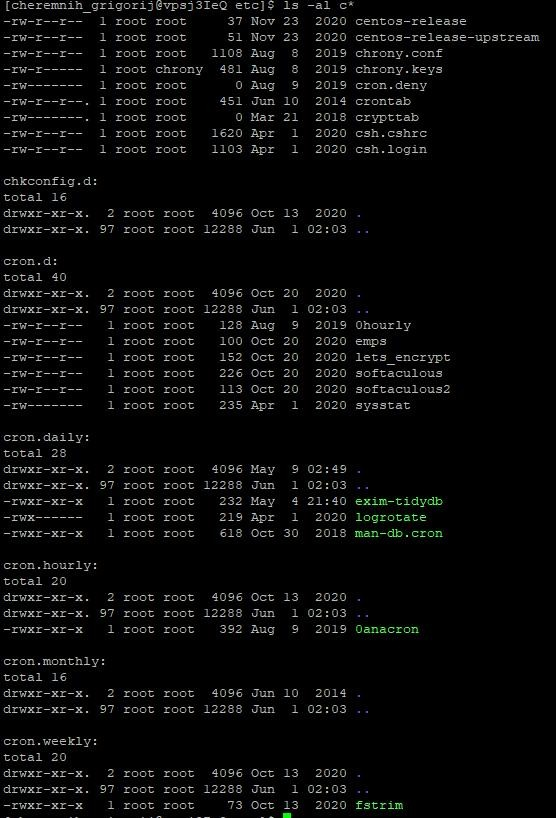 [cheremnih_grigorij@vpsj3IeQ etc]$ ls -al c*
-rw-r--r--  1 root root     37 Nov 23  2020 centos-release
-rw-r--r--  1 root root     51 Nov 23  2020 centos-release-upstream
-rw-r--r--  1 root root   1108 Aug  8  2019 chrony.conf
-rw-r-----  1 root chrony  481 Aug  8  2019 chrony.keys
-rw-------  1 root root      0 Aug  9  2019 cron.deny
-rw-r--r--. 1 root root    451 Jun 10  2014 crontab
-rw-------. 1 root root      0 Mar 21  2018 crypttab
-rw-r--r--  1 root root   1620 Apr  1  2020 csh.cshrc
-rw-r--r--  1 root root   1103 Apr  1  2020 csh.login
chkconfig.d:
total 16
drwxr-xr-x.  2 root root  4096 Oct 13  2020 .
drwxr-xr-x. 97 root root 12288 Jun  1 02:03 ..
cron.d:
total 40
drwxr-xr-x.  2 root root  4096 Oct 20  2020 .
drwxr-xr-x. 97 root root 12288 Jun  1 02:03 ..
-rw-r--r--   1 root root   128 Aug  9  2019 0hourly
-rw-r--r--   1 root root   100 Oct 20  2020 emps
-rw-r--r--   1 root root   152 Oct 20  2020 lets_encrypt
-rw-r--r--   1 root root   226 Oct 20  2020 softaculous
-rw-r--r--   1 root root   113 Oct 20  2020 softaculous2
-rw-------   1 root root   235 Apr  1  2020 sysstat
cron.daily:
total 28
drwxr-xr-x.  2 root root  4096 May  9 02:49 .
drwxr-xr-x. 97 root root 12288 Jun  1 02:03 ..
-rwxr-xr-x   1 root root   232 May  4 21:40 exim-tidydb
-rwx------   1 root root   219 Apr  1  2020 logrotate
-rwxr-xr-x   1 root root   618 Oct 30  2018 man-db.cron
cron.hourly:
total 20
drwxr-xr-x.  2 root root  4096 Oct 13  2020 .
drwxr-xr-x. 97 root root 12288 Jun  1 02:03 ..
-rwxr-xr-x   1 root root   392 Aug  9  2019 0anacron
cron.monthly:
total 16
drwxr-xr-x.  2 root root  4096 Jun 10  2014 .
drwxr-xr-x. 97 root root 12288 Jun  1 02:03 ..
cron.weekly:
total 20
drwxr-xr-x.  2 root root  4096 Oct 13  2020 .
drwxr-xr-x. 97 root root 12288 Jun  1 02:03 ..
-rwxr-xr-x   1 root root    73 Oct 13  2020 fstrim